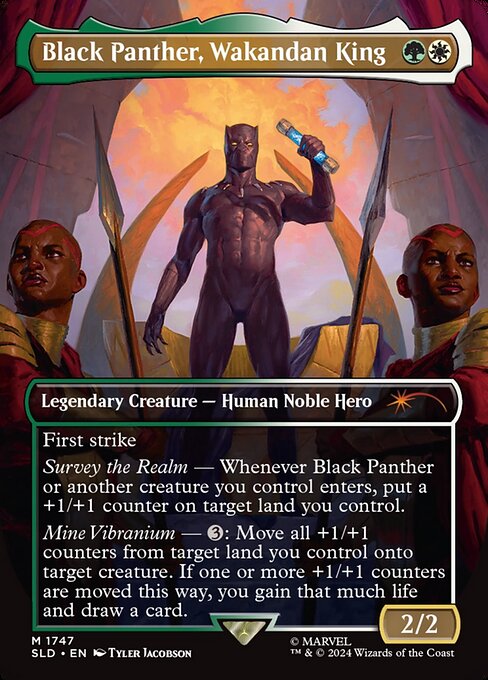 Black Panther, Wakandan King
Legendary Creature — Human Noble Hero
First strike
Survey the Realm — Whenever Black Panther
or another creature you control enters, put a
+1/+1 counter on target land you control.
Mine Vibranium — 3: Move all +1/+1
counters from target land you control onto
target creature. If one or more +1/+1 counters
are moved this way, you gain that much life
and draw a card.
2/2
M 1747
SLD • EN Tyler Jacobson
© MARVEL
™ & © 2024 Wizards of the Coast